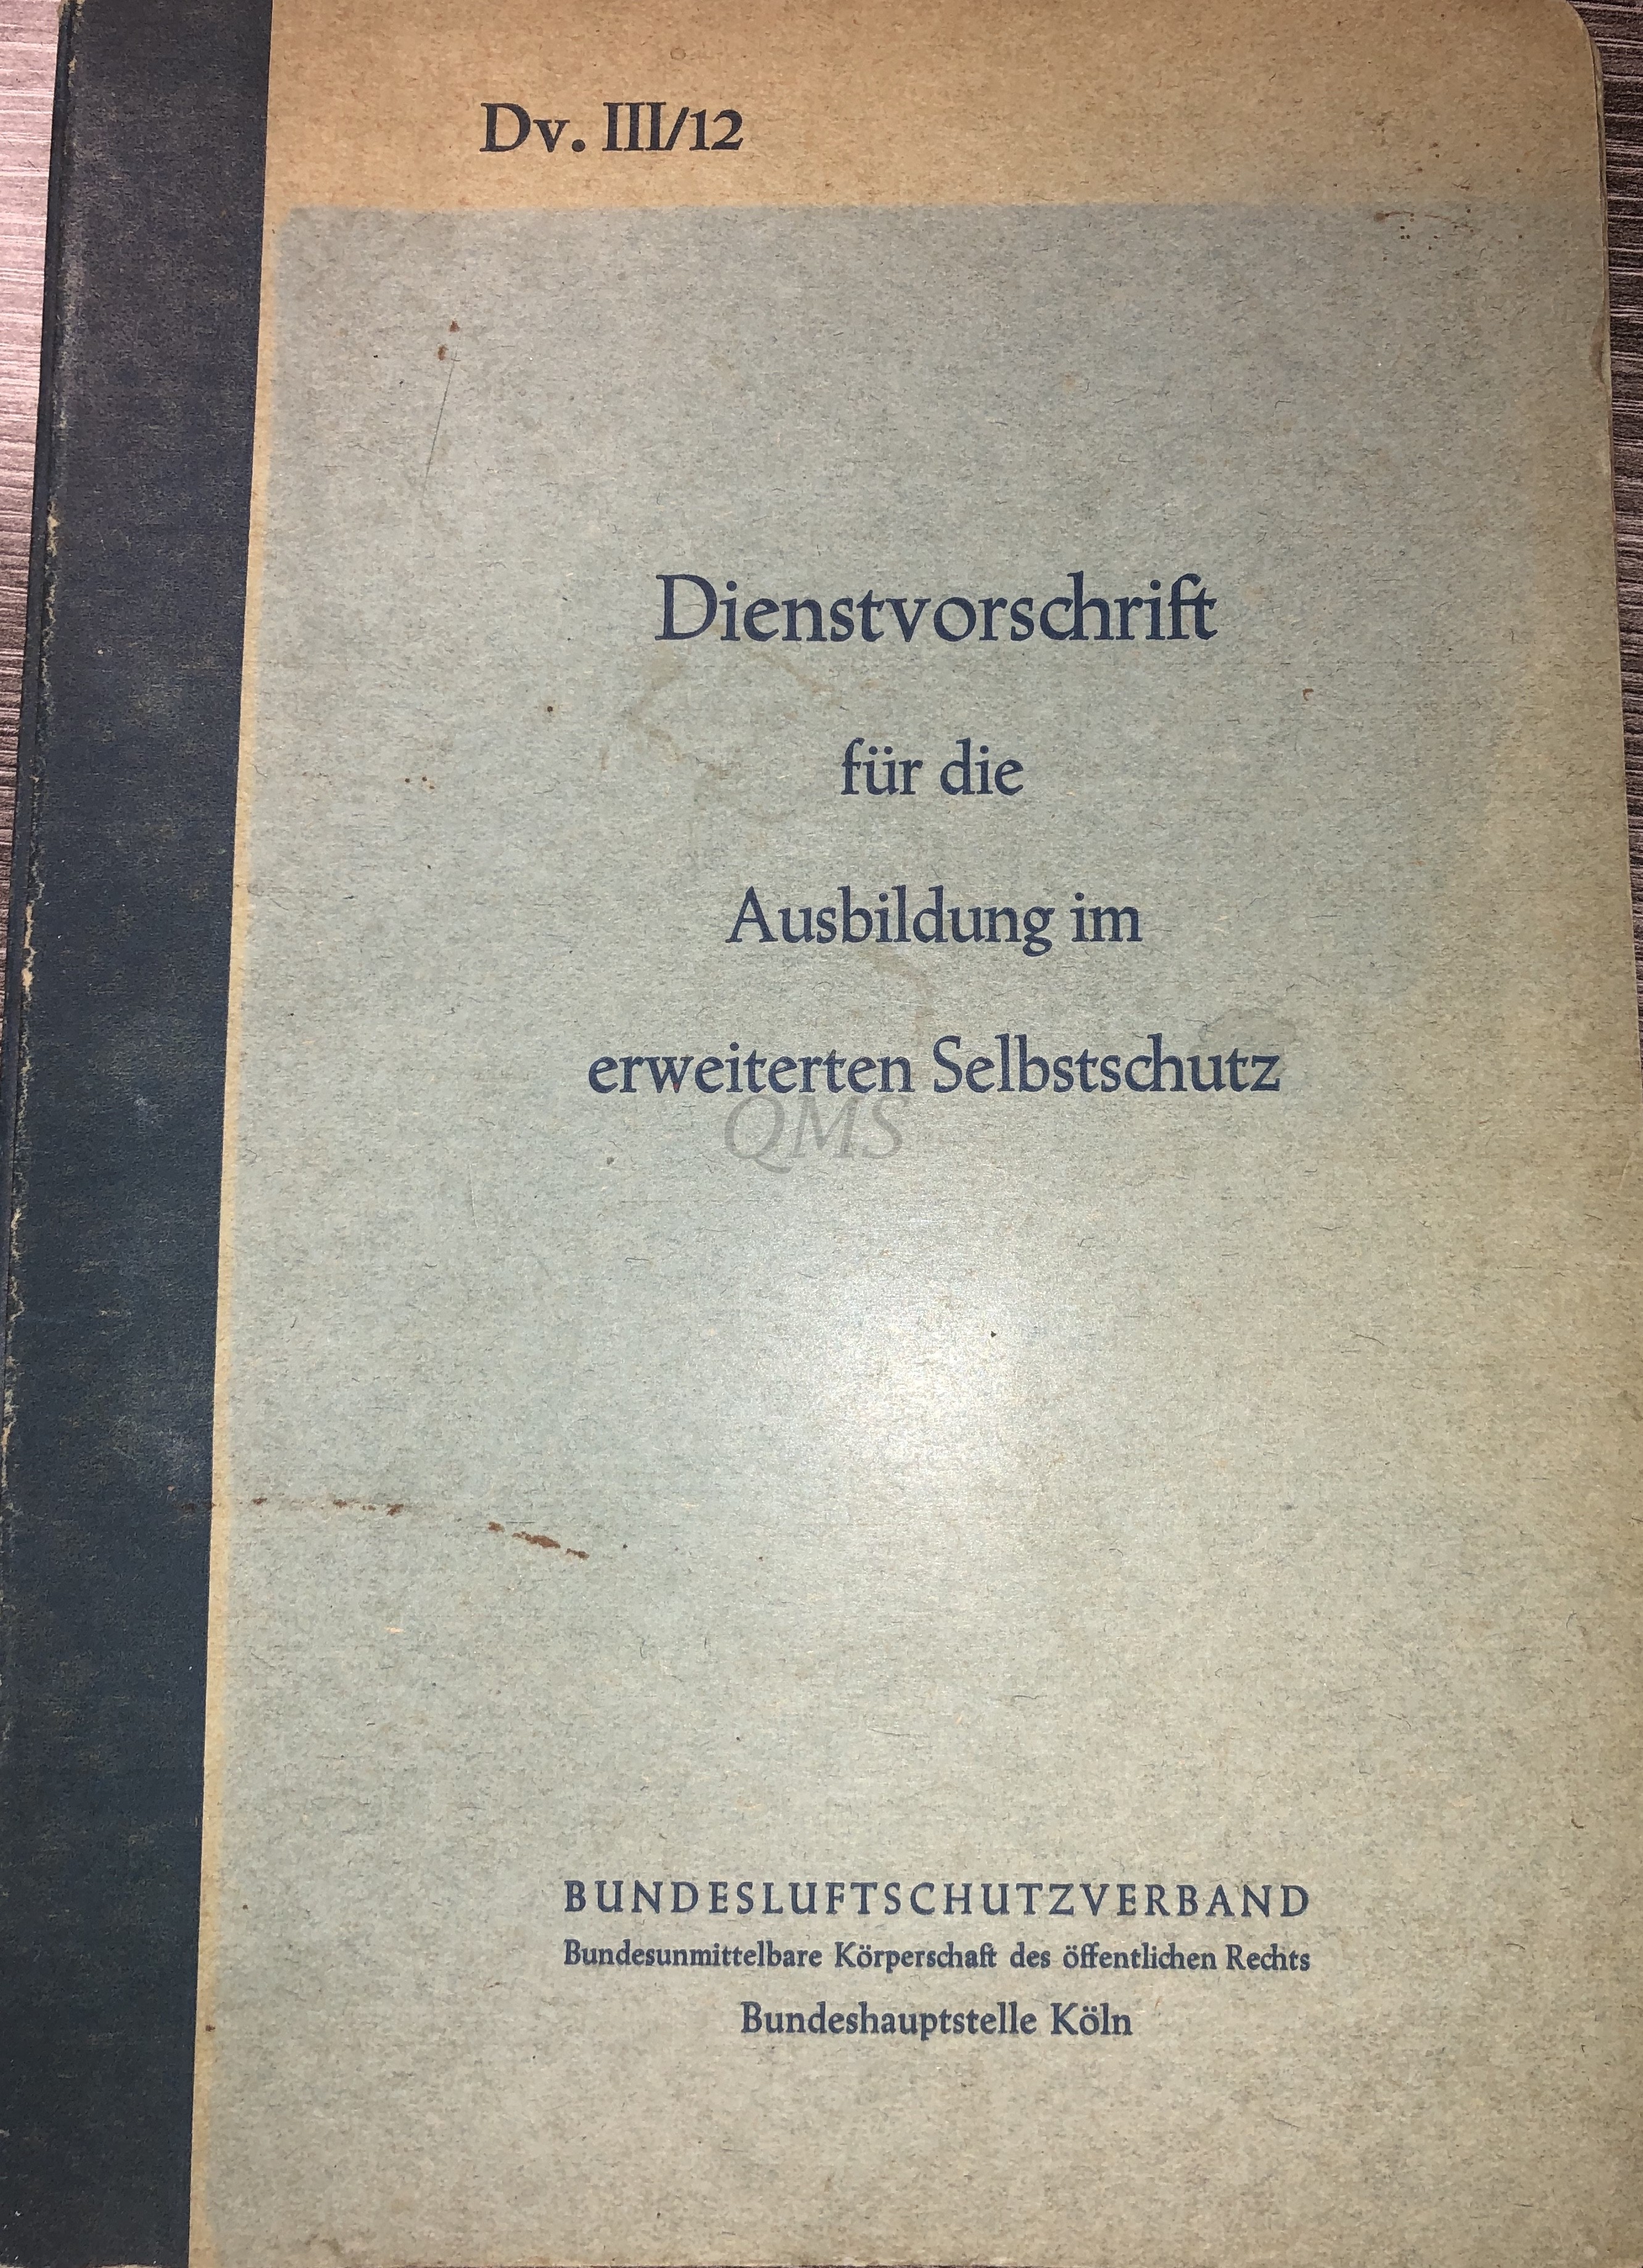 Dv. III/12
Dienstvorschrift
für die
Ausbildung im
erweiterten Selbstschutz
QMS
BUNDESLUFTSCHUTZVERBAND
Bundesunmittelbare Körperschaft des öffentlichen Rechts
Bundeshauptstelle Köln